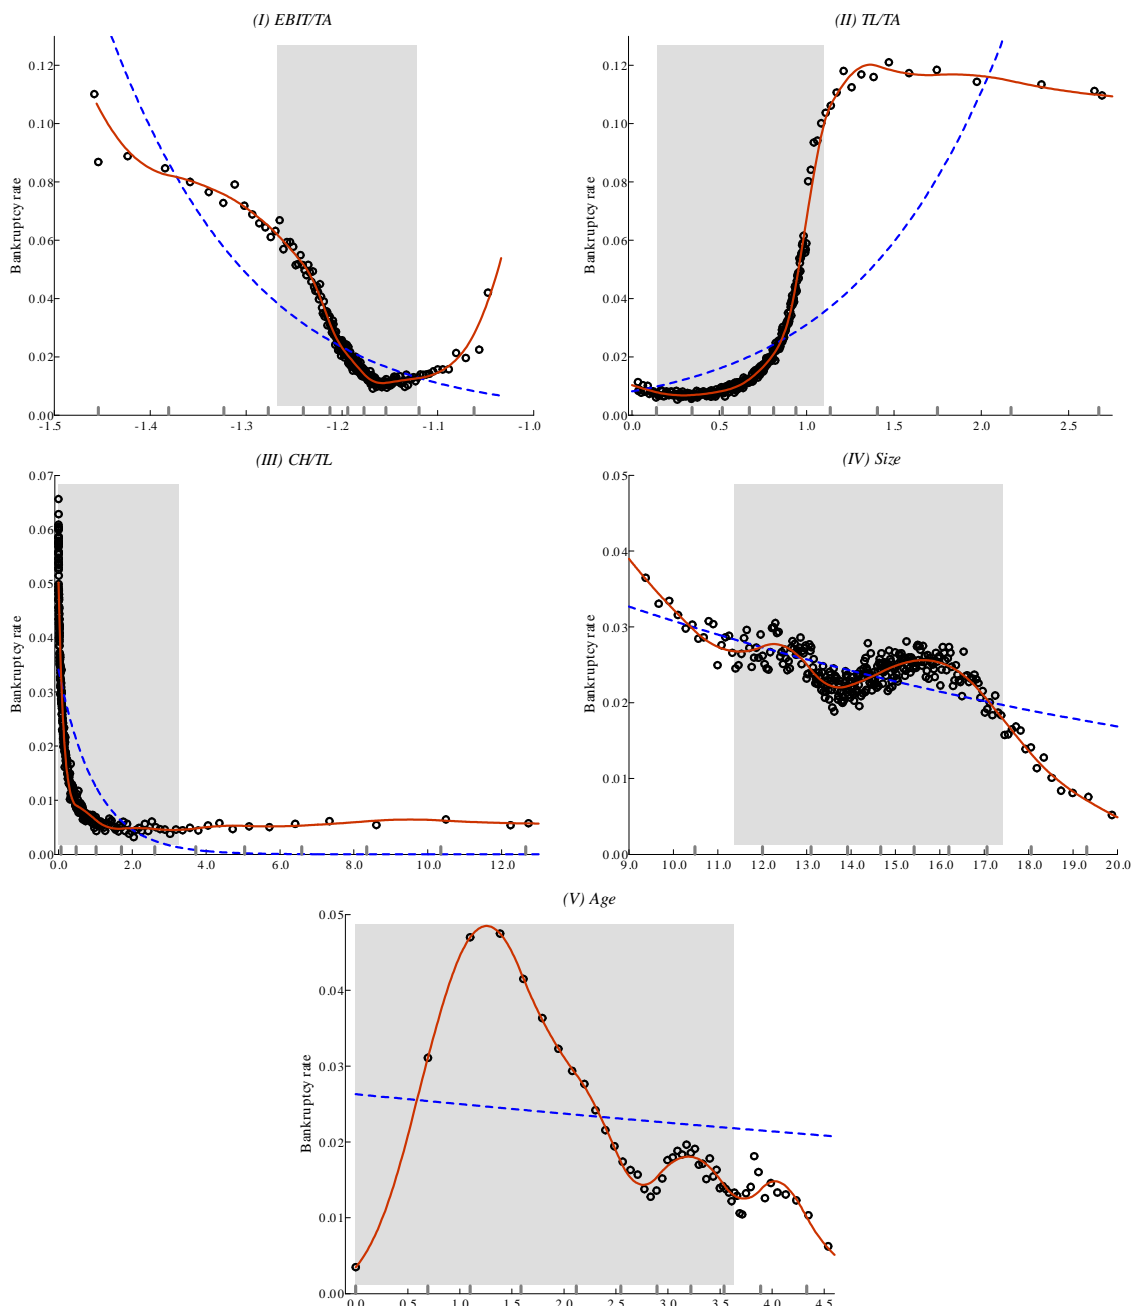 (I) EBIT/TA
Bankruptcy rate
0.12
0.10
0.08
0.06
0.04
0.02
0.00
-1.5 -1.4 -1.3 -1.2 -1.1 -1.0
(II) TL/TA
Bankruptcy rate
0.12
0.10
0.08
0.06
0.04
0.02
0.00
0.0 0.5 1.0 1.5 2.0 2.5
(III) CH/TL
Bankruptcy rate
0.07
0.06
0.05
0.04
0.03
0.02
0.01
0.00
0.0 2.0 4.0 6.0 8.0 10.0 12.0
(IV) Size
Bankruptcy rate
0.05
0.04
0.03
0.02
0.01
0.00
9.0 10.0 11.0 12.0 13.0 14.0 15.0 16.0 17.0 18.0 19.0 20.0
(V) Age
Bankruptcy rate
0.05
0.04
0.03
0.02
0.01
0.00
0.0 0.5 1.0 1.5 2.0 2.5 3.0 3.5 4.0 4.5